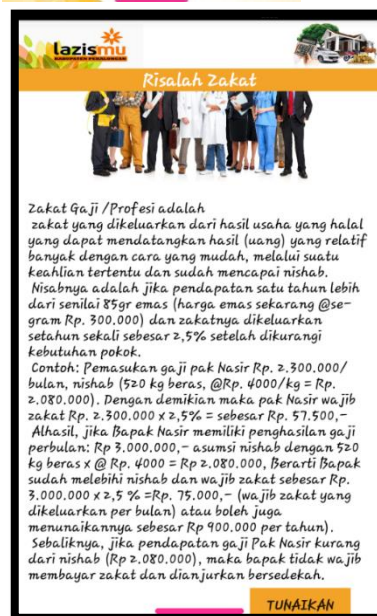 lazismu
KABUPATEN PEKALONGAN
Risalah Zakat
Zakat Gaji /Profesi adalah
zakat yang dikeluarkan dari hasil usaha yang halal
yang dapat mendatangkan hasil (uang) yang relatif
banyak dengan cara yang mudah, melalui suatu
keahlian tertentu dan sudah mencapai nishab.
Nisabnya adalah jika pendapatan satu tahun lebih
dari senilai 85gr emas (harga emas sekarang @se-
gram Rp. 300.000) dan zakatnya dikeluarkan
setahun sekali sebesar 2,5% setelah dikurangi
kebutuhan pokok.
Contoh: Pemasukan gaji pak Nasir Rp. 2.300.000/
bulan, nishab (520 kg beras, @Rp. 4000/kg = Rp.
2.080.000). Dengan demikian maka pak Nasir wajib
zakat Rp. 2.300.000 x 2,5% = sebesar Rp. 57.500,-
Alhasil, jika Bapak Nasir memiliki penghasilan gaji
perbulan: Rp 3.000.000,- asumsi nishab dengan 520
kg beras x @ Rp. 4000 = Rp 2.080.000, Berarti Bapak
sudah melebihi nishab dan wajib zakat sebesar Rp.
3.000.000 x 2,5 % =Rp. 75.000,- (wajib zakat yang
dikeluarkan per bulan) atau boleh juga
menunaikannya sebesar Rp 900.000 per tahun).
Sebaliknya, jika pendapatan gaji Pak Nasir kurang
dari nishab (Rp 2.080.000), maka bapak tidak wajib
membayar zakat dan dianjurkan bersedekah.
TUNAIKAN